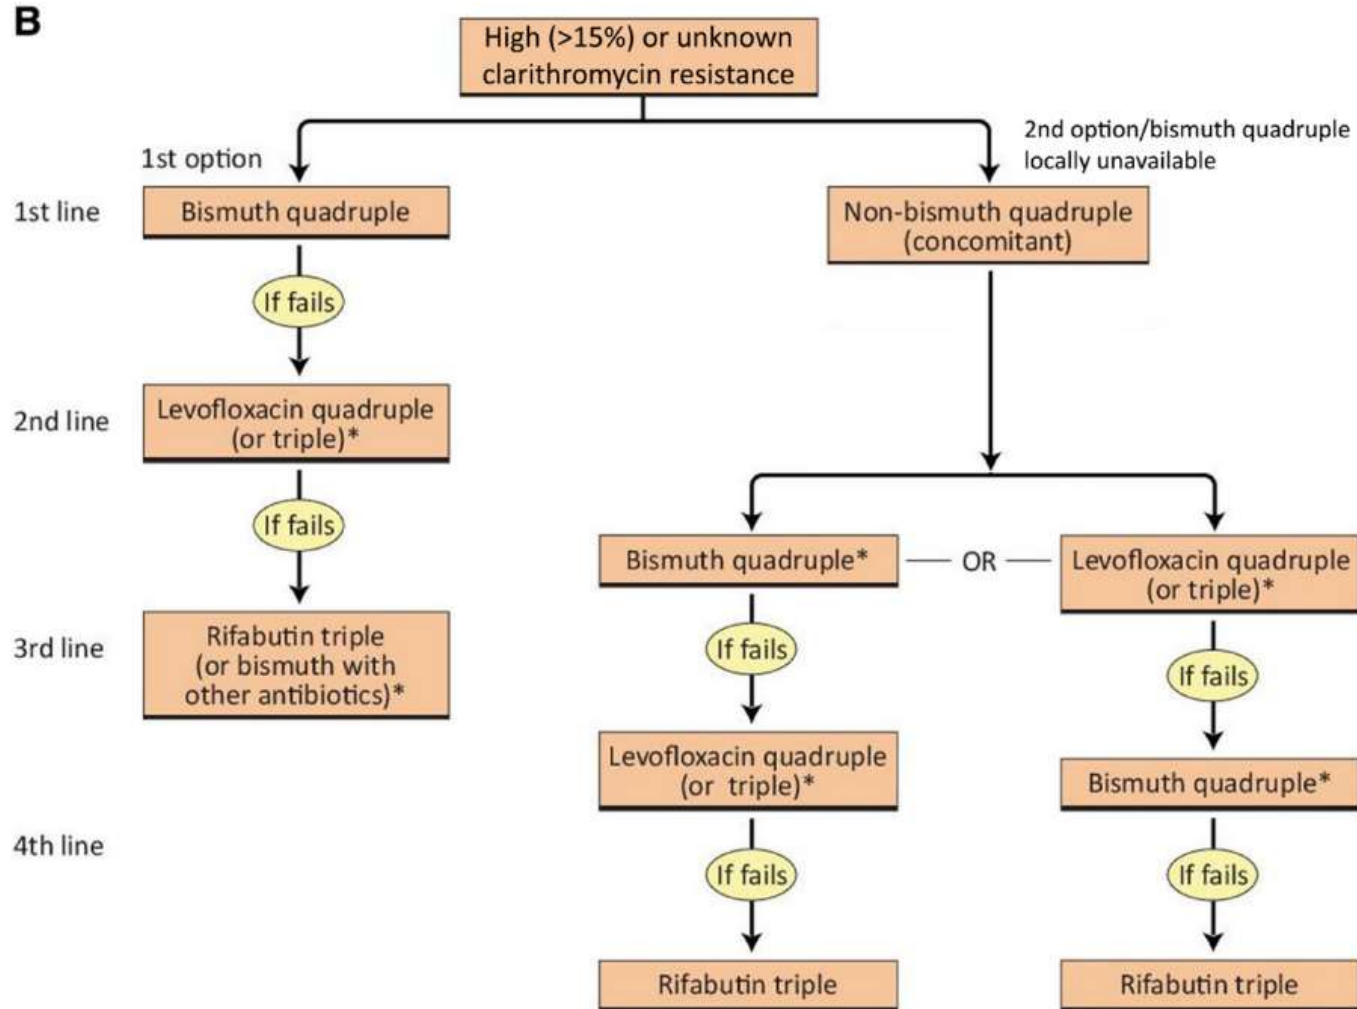 B
High (>15%) or unknown
clarithromycin resistance
1st option
2nd option/bismuth quadruple
locally unavailable
1st line
Bismuth quadruple
Non-bismuth quadruple
(concomitant)
If fails
2nd line
Levofloxacin quadruple
(or triple)*
If fails
Bismuth quadruple*
OR
Levofloxacin quadruple
(or triple)*
3rd line
Rifabutin triple
(or bismuth with
other antibiotics)*
If fails
If fails
Levofloxacin quadruple
(or triple)*
Bismuth quadruple*
4th line
If fails
If fails
Rifabutin triple
Rifabutin triple